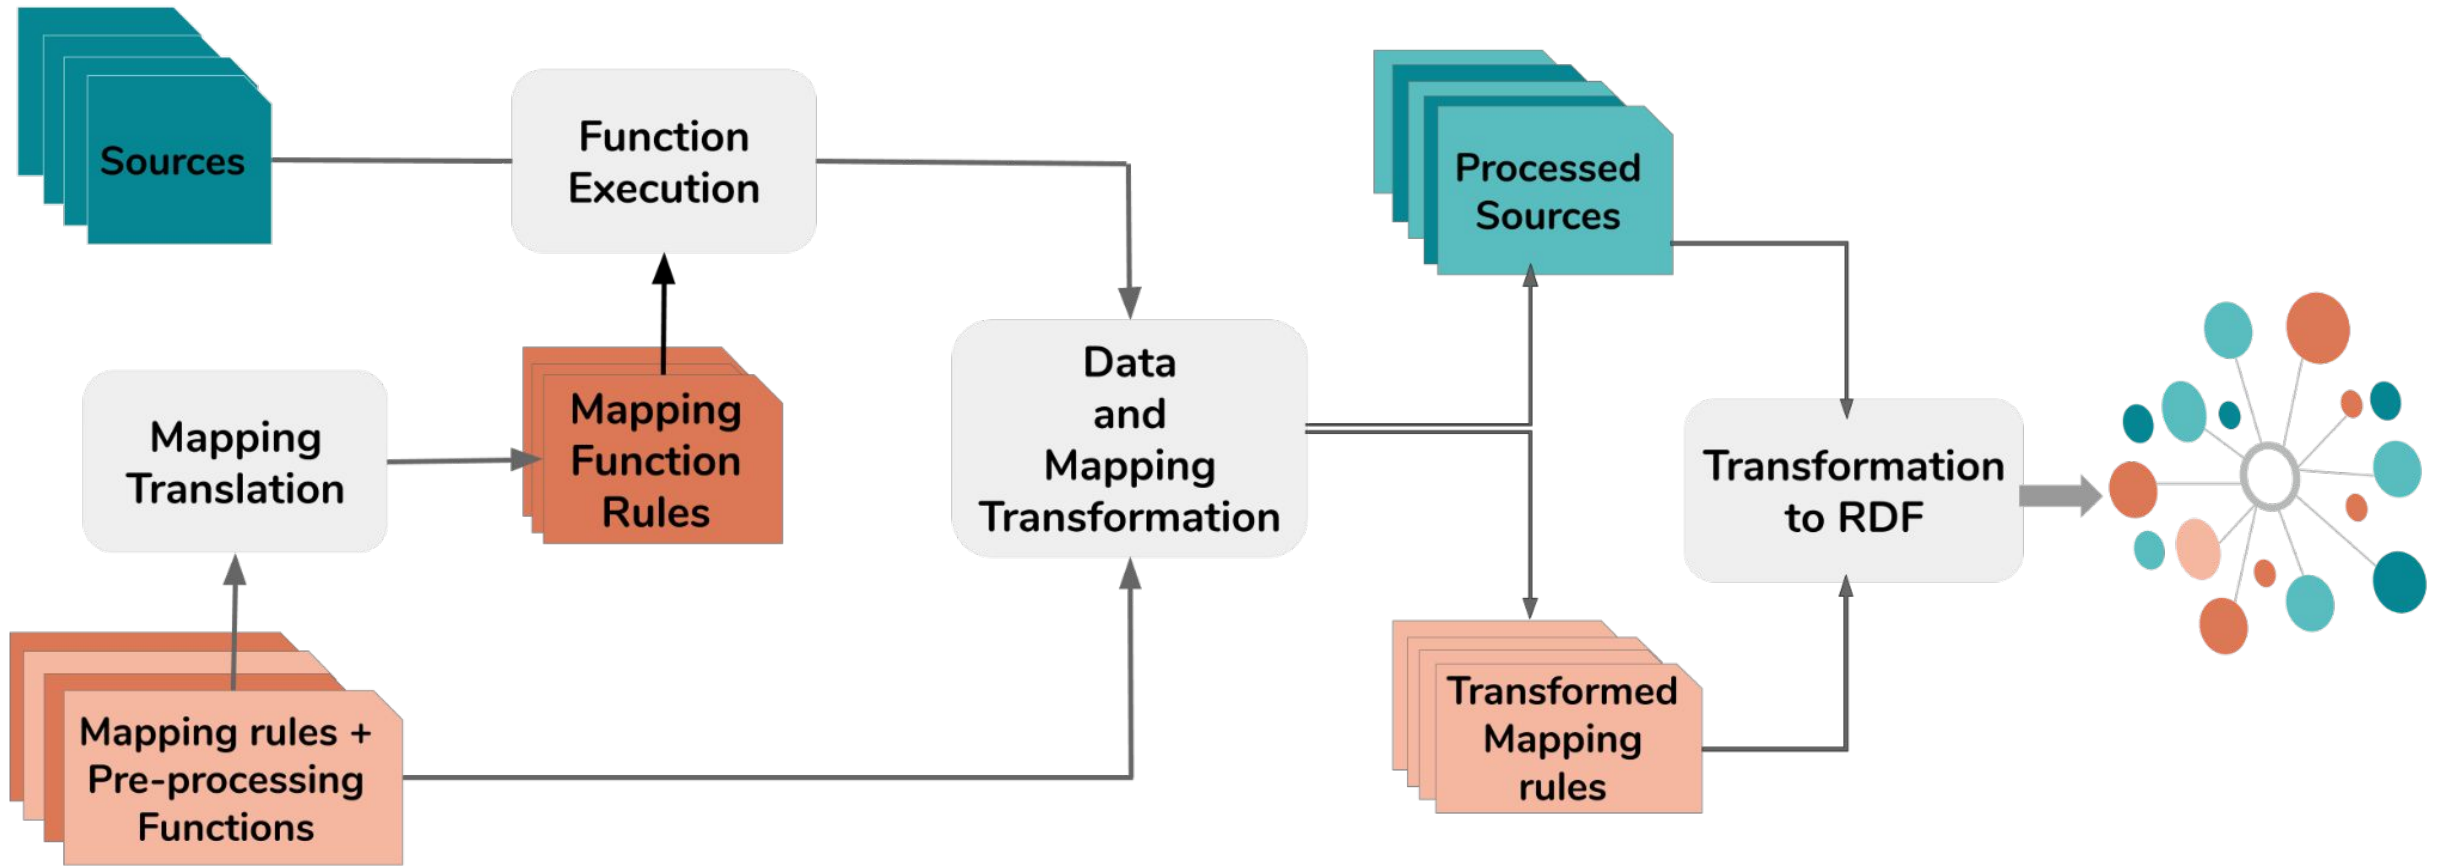 Sources
Function
Execution
Processed
Sources
Mapping
Translation
Mapping
Function
Rules
Data
and
Mapping
Transformation
Transformation
to RDF
Mapping rules +
Pre-processing
Functions
Transformed
Mapping
rules